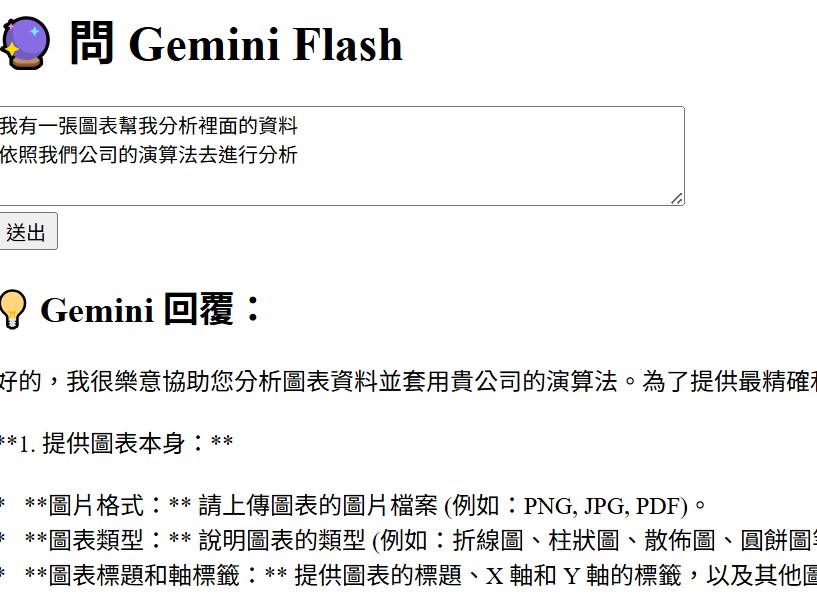 問 Gemini Flash
我有一張圖表幫我分析裡面的資料
依照我們公司的演算法去進行分析
送出
Gemini 回覆：
好的，我很樂意協助您分析圖表資料並套用貴公司的演算法。為了提供最精確
**1. 提供圖表本身：**
* **圖片格式：** 請上傳圖表的圖片檔案 (例如：PNG, JPG, PDF)。
* **圖表類型：** 說明圖表的類型 (例如：折線圖、柱狀圖、散佈圖、圓餅圖
* **圖表標題和軸標籤：** 提供圖表的標題、X 軸和 Y 軸的標籤，以及其他